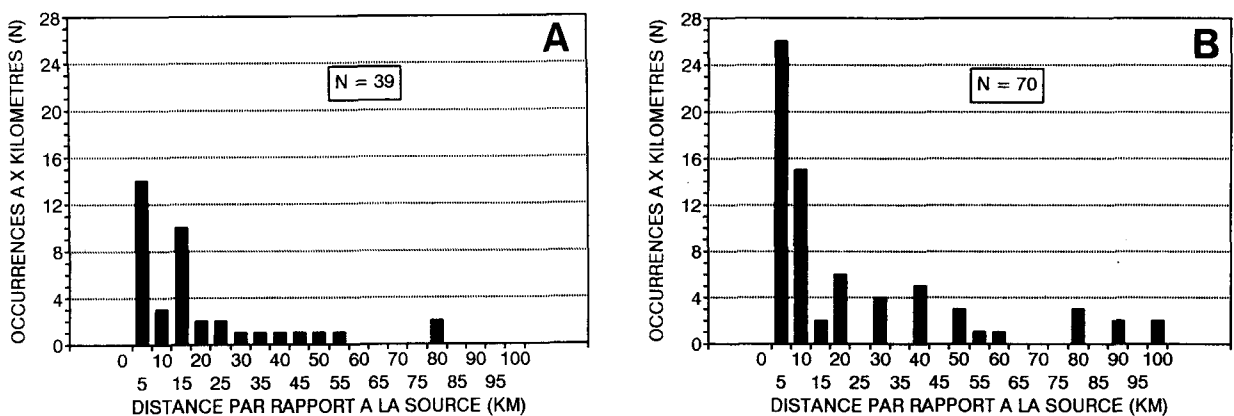 OCCURRENCES A X KILOMETRES (N)
28
24
20
16
12
8
4
0
A
N = 39
0 10 20 30 40 50 60 70 80 90 100
5 15 25 35 45 55 65 75 85 95
DISTANCE PAR RAPPORT A LA SOURCE (KM)
OCCURRENCES A X KILOMETRES (N)
28
24
20
16
12
8
4
0
B
N = 70
0 10 20 30 40 50 60 70 80 90 100
5 15 25 35 45 55 65 75 85 95
DISTANCE PAR RAPPORT A LA SOURCE (KM)